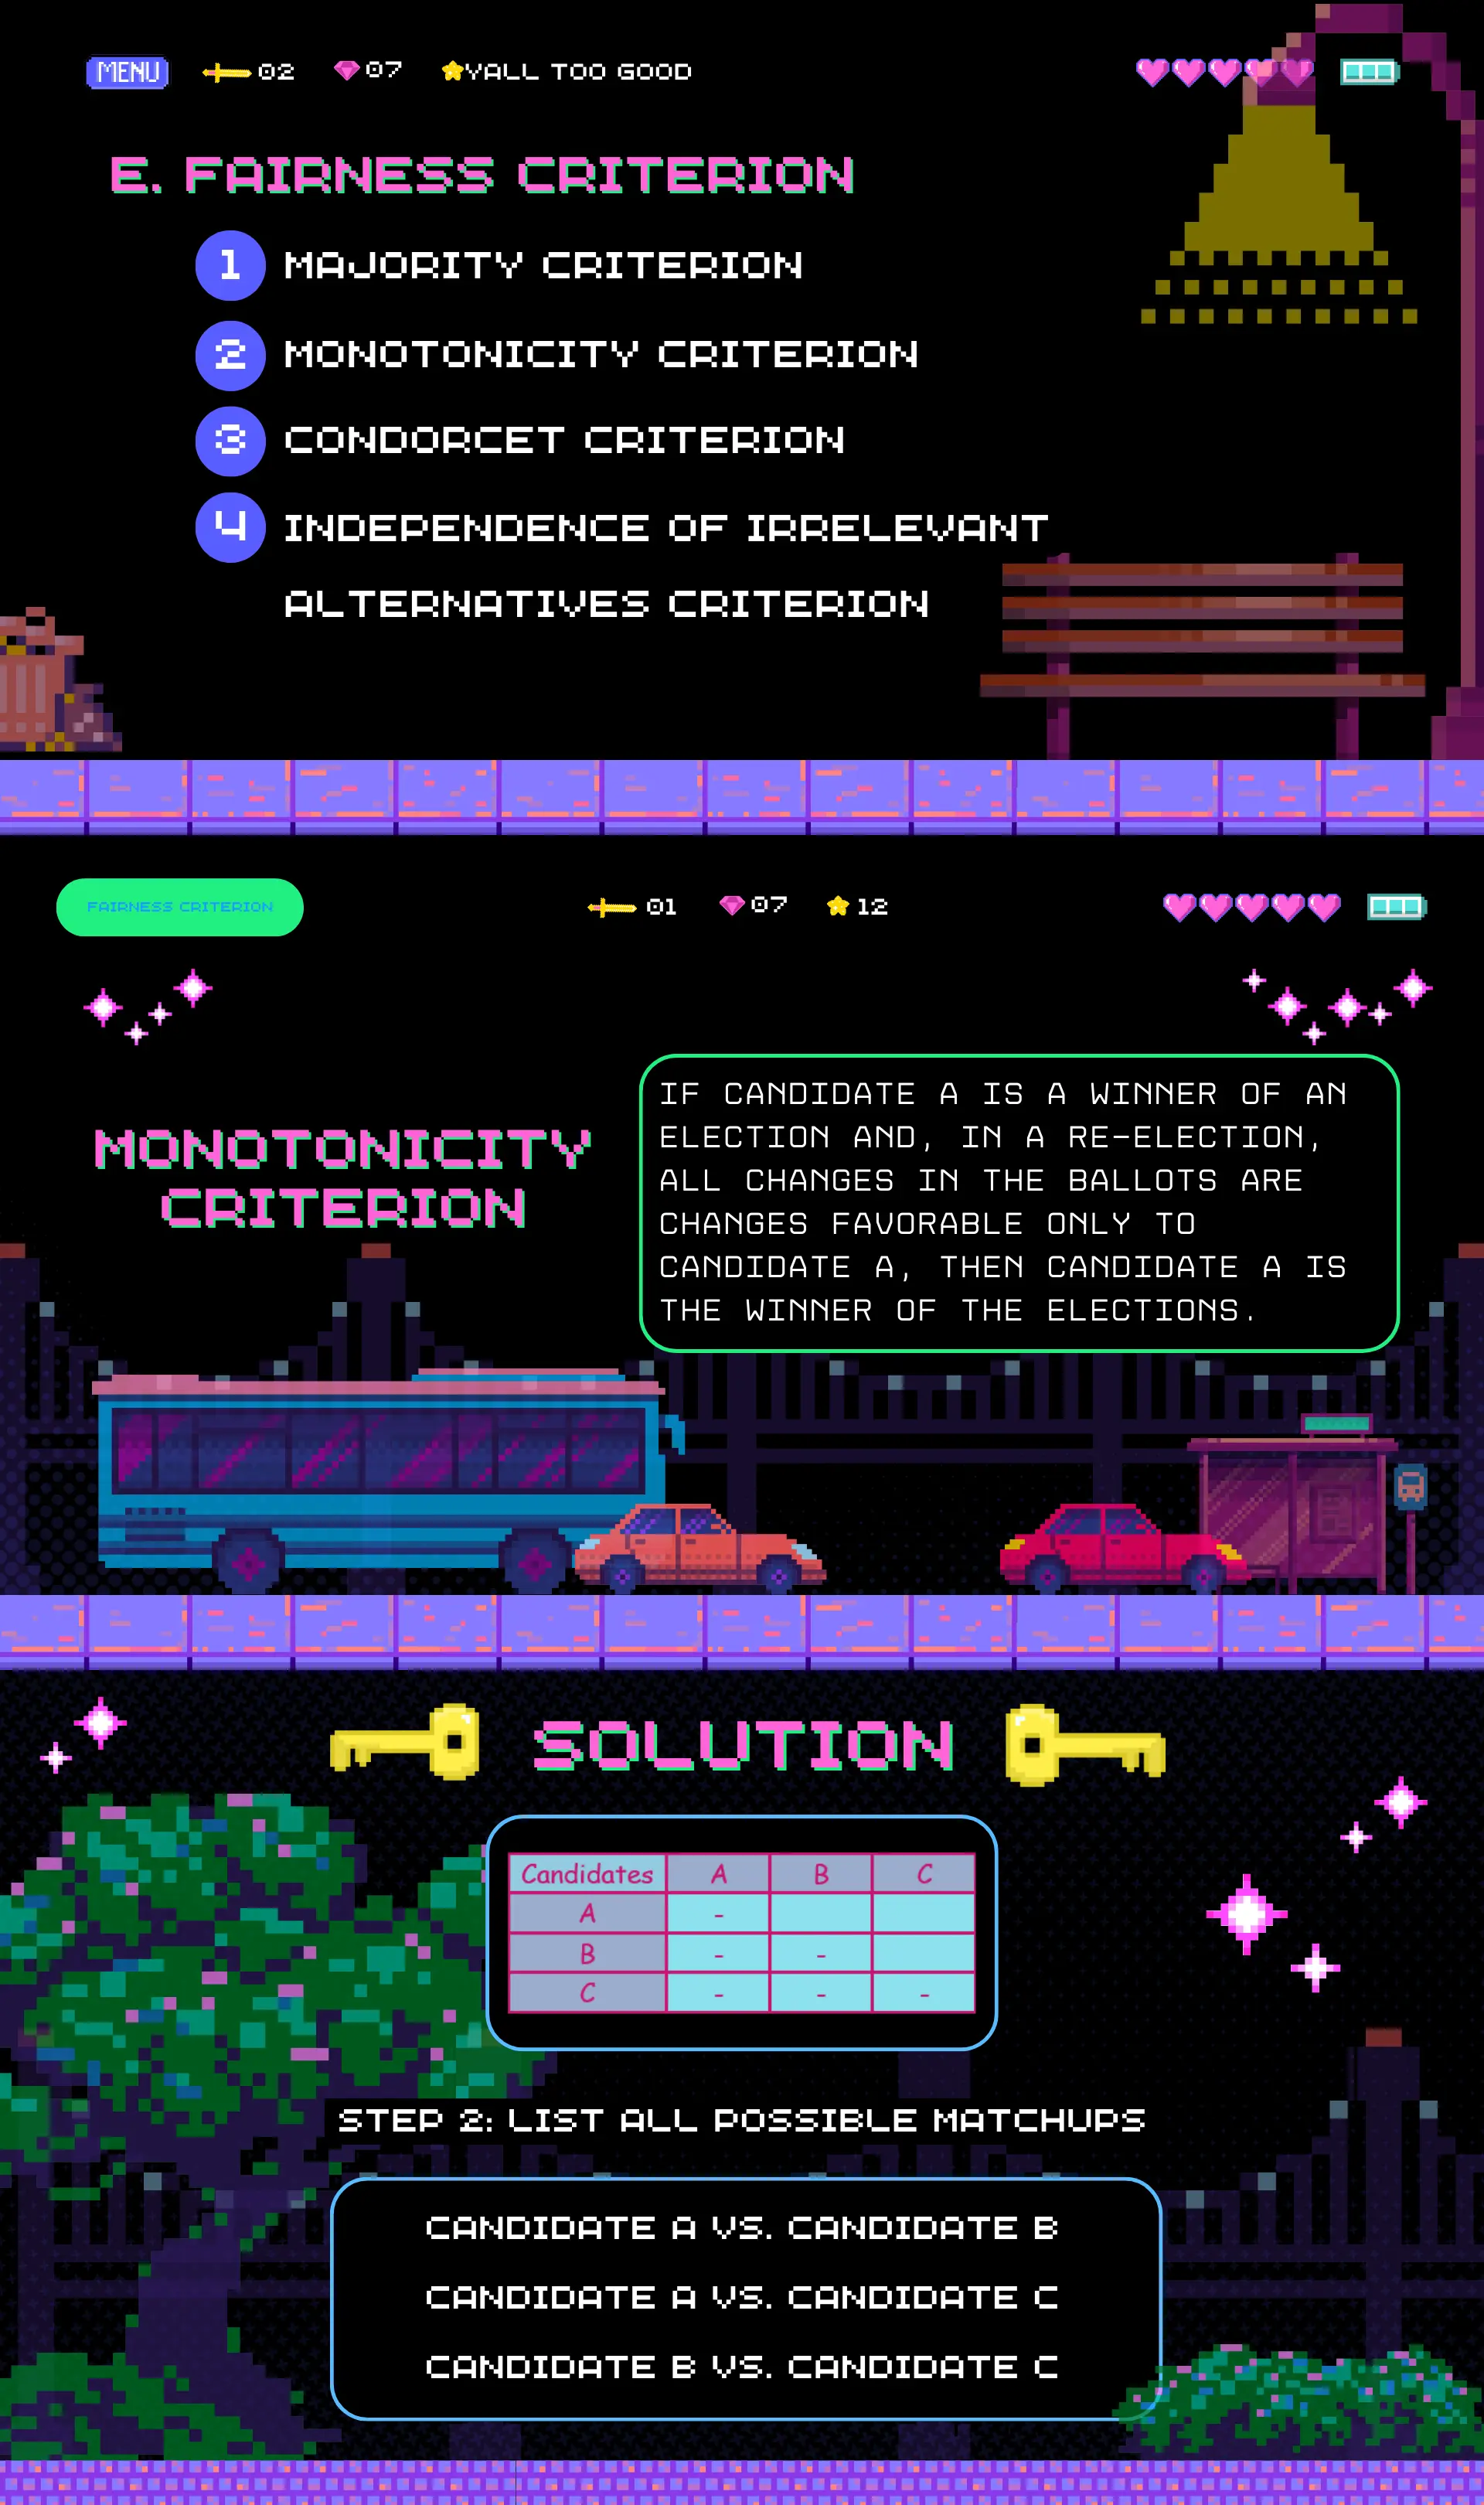 MENU 02 07 YALL TOO GOOD
E. FAIRNESS CRITERION
1 MAJORITY CRITERION
2 MONOTONICITY CRITERION
3 CONDORCET CRITERION
4 INDEPENDENCE OF IRRELEVANT
ALTERNATIVES CRITERION
FAIRNESS CRITERION 01 07 12
MONOTONICITY
CRITERION
IF CANDIDATE A IS A WINNER OF AN
ELECTION AND, IN A RE-ELECTION,
ALL CHANGES IN THE BALLOTS ARE
CHANGES FAVORABLE ONLY TO
CANDIDATE A, THEN CANDIDATE A IS
THE WINNER OF THE ELECTIONS.
SOLUTION
Candidates A B C
A -
B - -
C - - -
STEP 2: LIST ALL POSSIBLE MATCHUPS
CANDIDATE A VS. CANDIDATE B
CANDIDATE A VS. CANDIDATE C
CANDIDATE B VS. CANDIDATE C